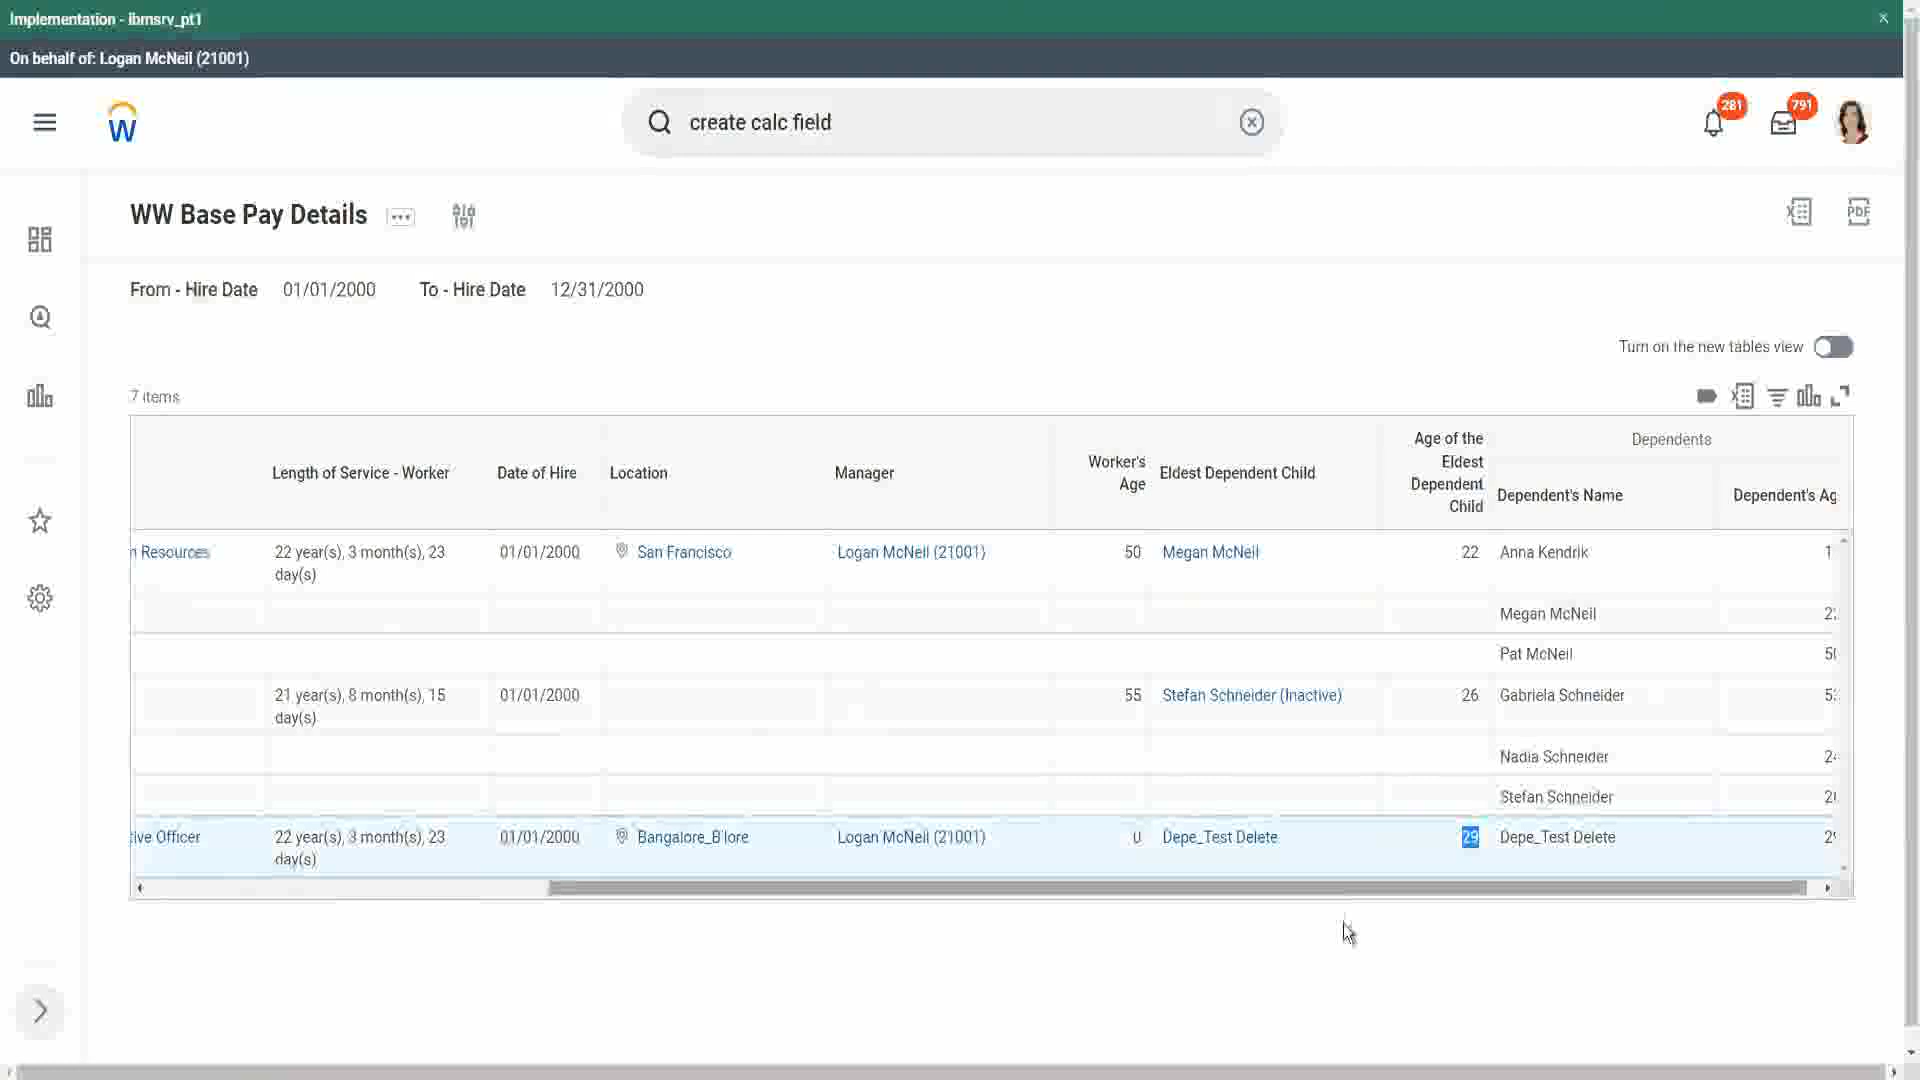 Implementation - ibmsrv_pt1
On behalf of: Logan McNeil (21001)
W
create calc field
281
791
WW Base Pay Details
PDF
From - Hire Date 01/01/2000 To - Hire Date 12/31/2000
Turn on the new tables view
7 items
Length of Service - Worker
Date of Hire
Location
Manager
Worker's
Age
Eldest Dependent Child
Age of the
Eldest
Dependent
Child
Dependents
Dependent's Name
Dependent's Ag
n Resources
22 year(s), 3 month(s), 23
day(s)
01/01/2000
San Francisco
Logan McNeil (21001)
50
Megan McNeil
22
Anna Kendrik
1
Megan McNeil
Pat McNeil
21 year(s), 8 month(s), 15
day(s)
01/01/2000
55
Stefan Schneider (Inactive)
26
Gabriela Schneider
Nadia Schneider
Stefan Schneider
tive Officer
22 year(s), 3 month(s), 23
day(s)
01/01/2000
Bangalore_B'lore
Logan McNeil (21001)
0
Depe_Test Delete
29
Depe_Test Delete